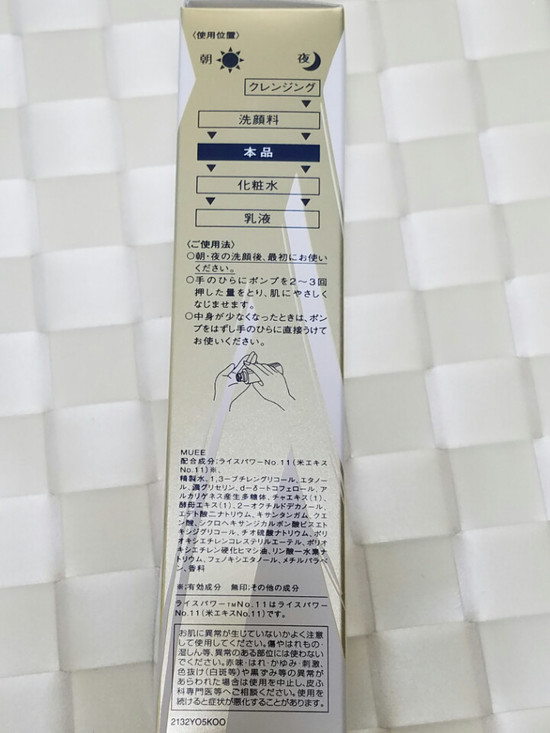 〈使用位置〉
朝 夜
クレンジング
洗顔料
本品
化粧水
乳液
〈ご使用法〉
○朝・夜の洗顔後、最初にお使い
ください。
○手のひらにポンプを2〜3回
押した量をとり、肌にやさしく
なじませます。
○中身が少なくなったときは、ポン
プをはずし手のひらに直接うけて
お使いください。
MUEE
配合成分:ライスパワーNo.11(米エキス
No.11)※、
精製水、1,3-ブチレングリコール、エタノー
ル、濃グリセリン、d-δ-トコフェロール、ア
ルカリゲネス産生多糖体、チャエキス(1)、
酵母エキス(1)、2-オクチルドデカノール、
エデト酸二ナトリウム、キサンタンガム、クエ
ン酸、シクロヘキサンジカルボン酸ビスエト
キシジグリコール、チオ硫酸ナトリウム、ポリ
オキシエチレンコレステリルエーテル、ポリオ
キシエチレン硬化ヒマシ油、リン酸一水素ナ
トリウム、フェノキシエタノール、メチルパラベ
ン、香料
※:有効成分 無印:その他の成分
ライスパワーTMNo.11はライスパワー
No.11(米エキスNo.11)です。
お肌に異常が生じていないかよく注意
して使用してください。傷やはれもの・
湿しん等、異常のある部位には使わない
でください。赤味・はれ・かゆみ・刺激、
色抜け(白斑等)や黒ずみ等の異常が
あらわれた場合は使用を中止し、皮ふ
科専門医等へご相談ください。使用を
続けると症状が悪化することがあります。
2132YO5KOO